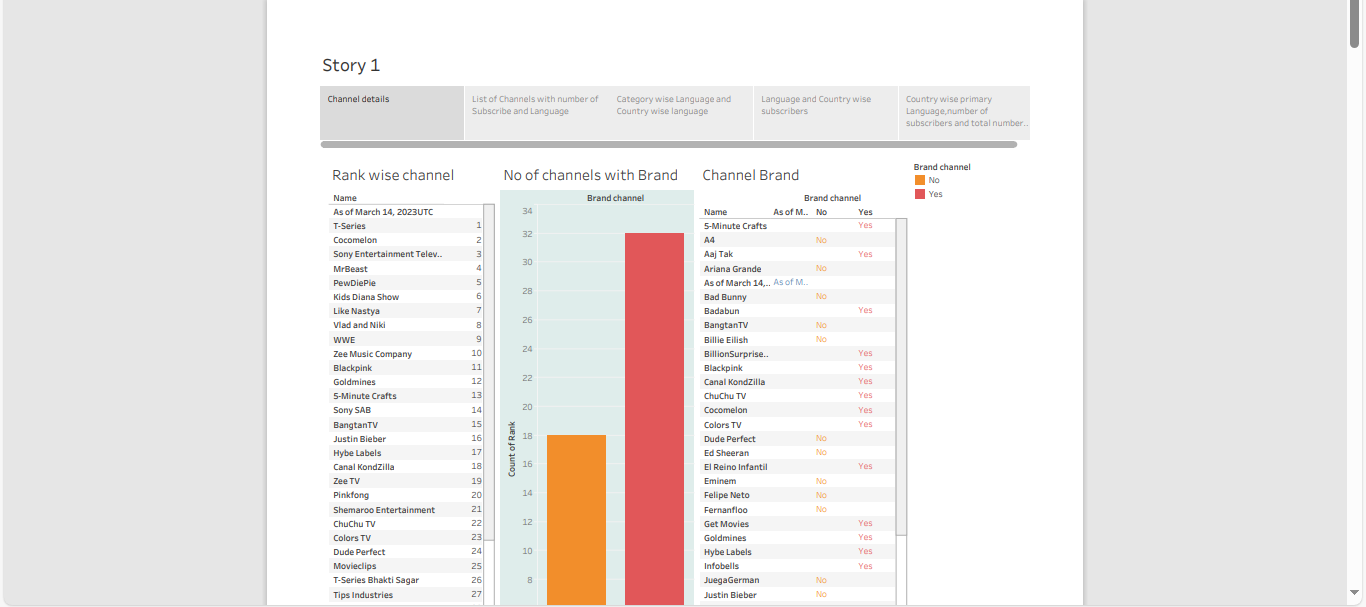 Story 1
Channel details
List of Channels with number of
Subscribe and Language
Category wise Language and
Country wise language
Language and Country wise
subscribers
Country wise primary
Language,number of
subscribers and total number..
Rank wise channel
Name
As of March 14, 2023UTC
T-Series 1
Cocomelon 2
Sony Entertainment Telev.. 3
MrBeast 4
PewDiePie 5
Kids Diana Show 6
Like Nastya 7
Vlad and Niki 8
WWE 9
Zee Music Company 10
Blackpink 11
Goldmines 12
5-Minute Crafts 13
Sony SAB 14
BangtanTV 15
Justin Bieber 16
Hybe Labels 17
Canal KondZilla 18
Zee TV 19
Pinkfong 20
Shemaroo Entertainment 21
ChuChu TV 22
Colors TV 23
Dude Perfect 24
Movieclips 25
T-Series Bhakti Sagar 26
Tips Industries 27
No of channels with Brand
Brand channel
34
32
30
28
26
24
22
20
18
16
14
12
10
8
Count of Rank
Channel Brand
Brand channel
Name As of M.. No Yes
5-Minute Crafts Yes
A4 No
Aaj Tak Yes
Ariana Grande No
As of March 14,.. As of M..
Bad Bunny No
Badabun Yes
BangtanTV No
Billie Eilish No
BillionSurprise.. Yes
Blackpink Yes
Canal KondZilla Yes
ChuChu TV Yes
Cocomelon Yes
Colors TV Yes
Dude Perfect No
Ed Sheeran No
El Reino Infantil Yes
Eminem No
Felipe Neto No
Fernanfloo No
Get Movies Yes
Goldmines Yes
Hybe Labels Yes
Infobells Yes
JuegaGerman No
Justin Bieber No
Brand channel
No
Yes